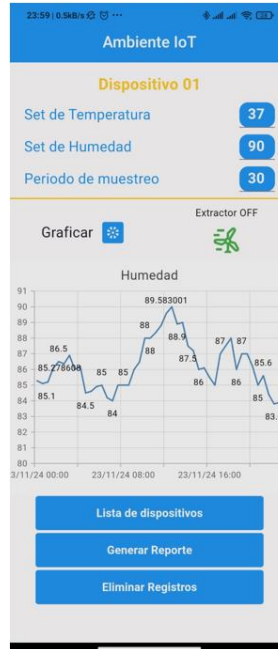 23:59 | 0.5kB/s ...
Ambiente IoT
Dispositivo 01
Set de Temperatura 37
Set de Humedad 90
Periodo de muestreo 30
Extractor OFF
Graficar
Humedad
91
90
89
88
87
86
85
84
83
82
81
80
89.583001
88
88.9
88
87.5
87
87
86.5
86
86
85.6
85.278608
85
85
85
85.1
84.5
84
83.
3/11/24 00:00 23/11/24 08:00 23/11/24 16:00
Lista de dispositivos
Generar Reporte
Eliminar Registros